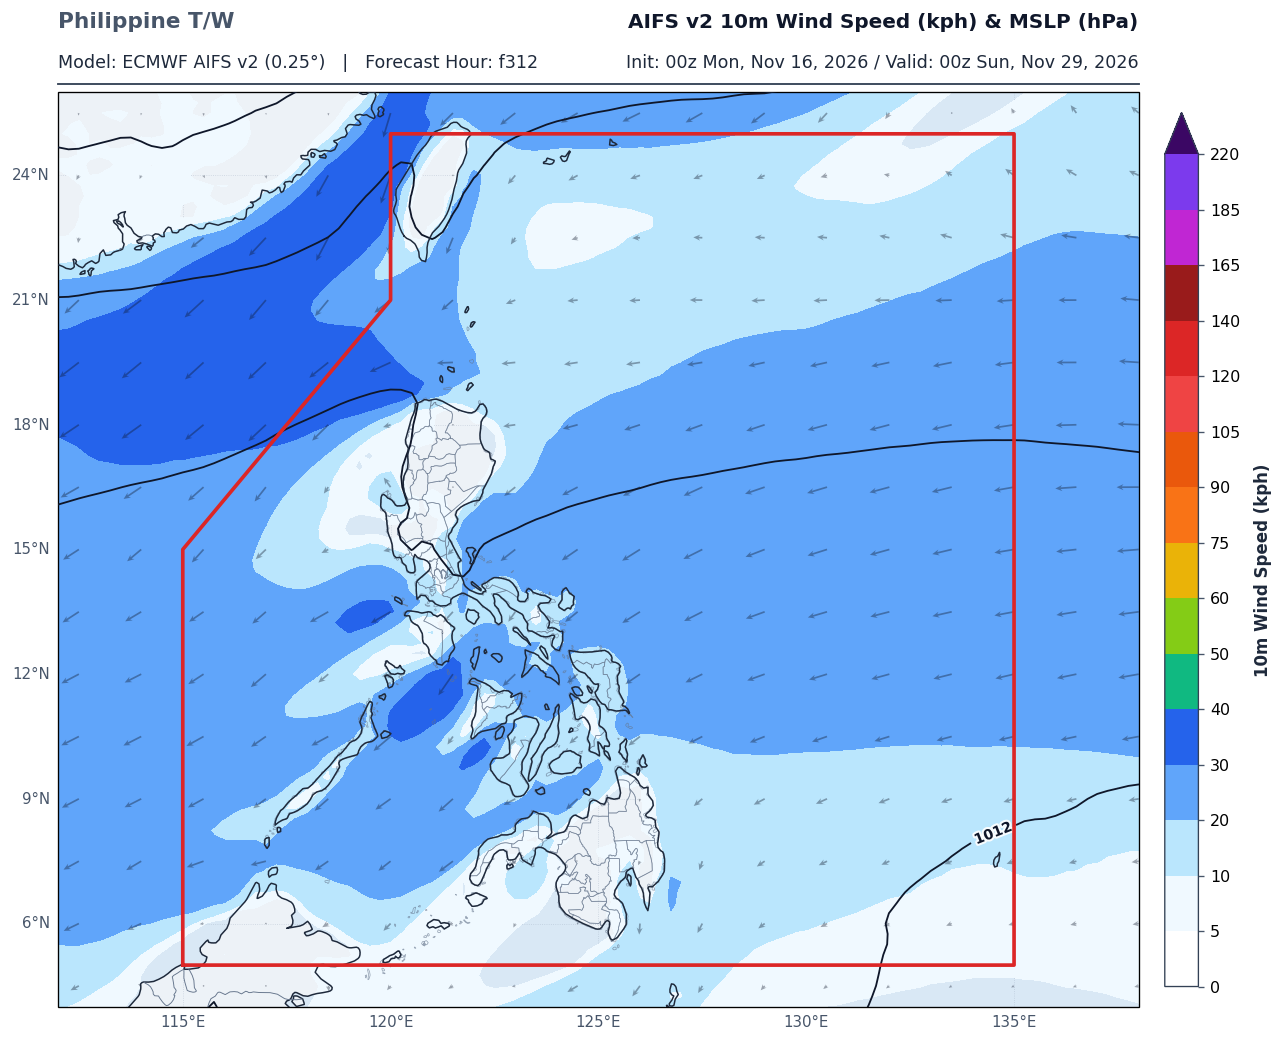 Philippine T/W
AIFS v2 10m Wind Speed (kph) & MSLP (hPa)
Model: ECMWF AIFS v2 (0.25°) | Forecast Hour: f312
Init: 00z Mon, Nov 16, 2026 / Valid: 00z Sun, Nov 29, 2026
24°N
21°N
18°N
15°N
12°N
9°N
6°N
115°E
120°E
125°E
130°E
135°E
1012
220
185
165
140
120
105
90
75
60
50
40
30
20
10
5
0
10m Wind Speed (kph)